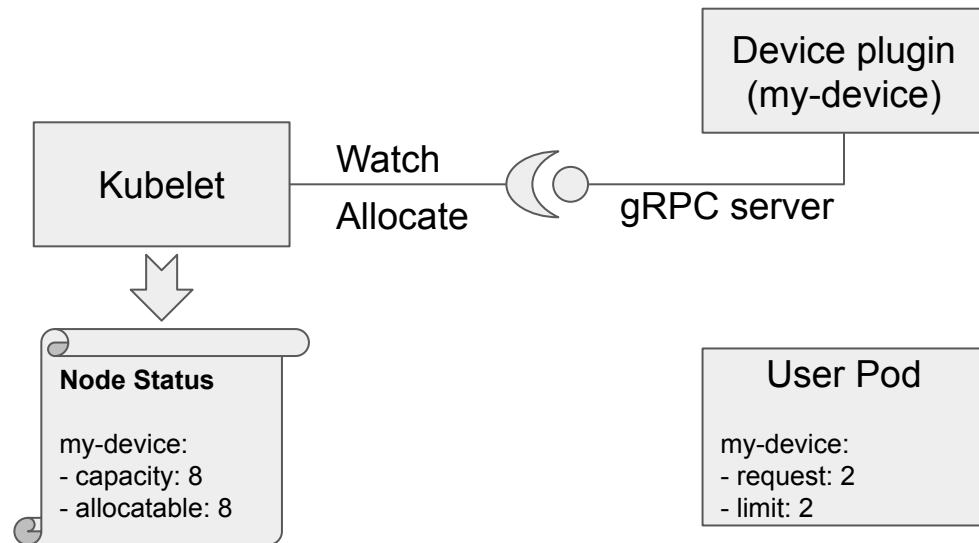 Device plugin
(my-device)
Kubelet
Watch
Allocate
gRPC server
Node Status
my-device:
- capacity: 8
- allocatable: 8
User Pod
my-device:
- request: 2
- limit: 2